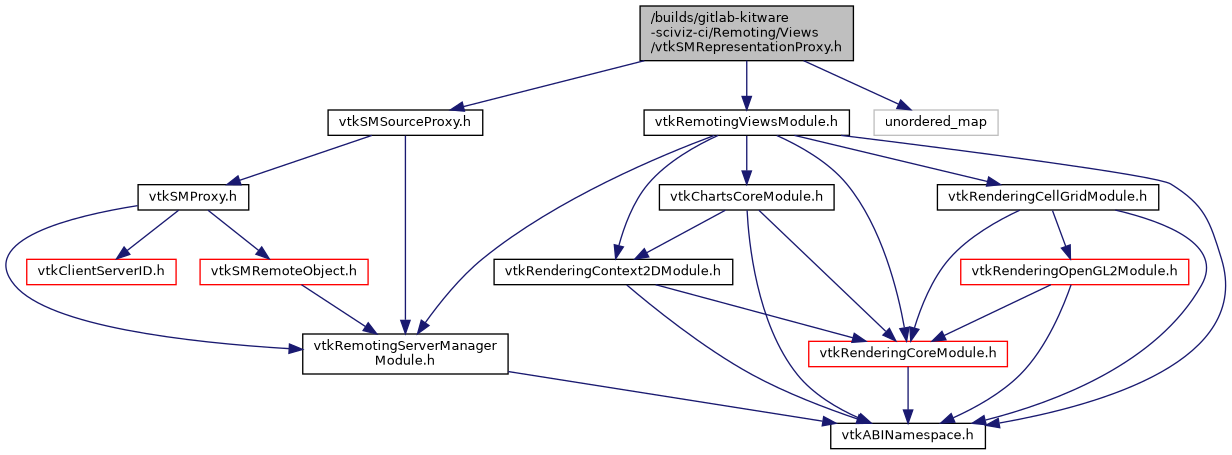 /builds/gitlab-kitware
-sciviz-ci/Remoting/Views
/vtkSMRepresentationProxy.h
vtkSMSourceProxy.h
vtkRemotingViewsModule.h
unordered_map
vtkSMProxy.h
vtkChartsCoreModule.h
vtkRenderingCellGridModule.h
vtkClientServerID.h
vtkSMRemoteObject.h
vtkRenderingContext2DModule.h
vtkRenderingOpenGL2Module.h
vtkRemotingServerManager
Module.h
vtkRenderingCoreModule.h
vtkABINamespace.h